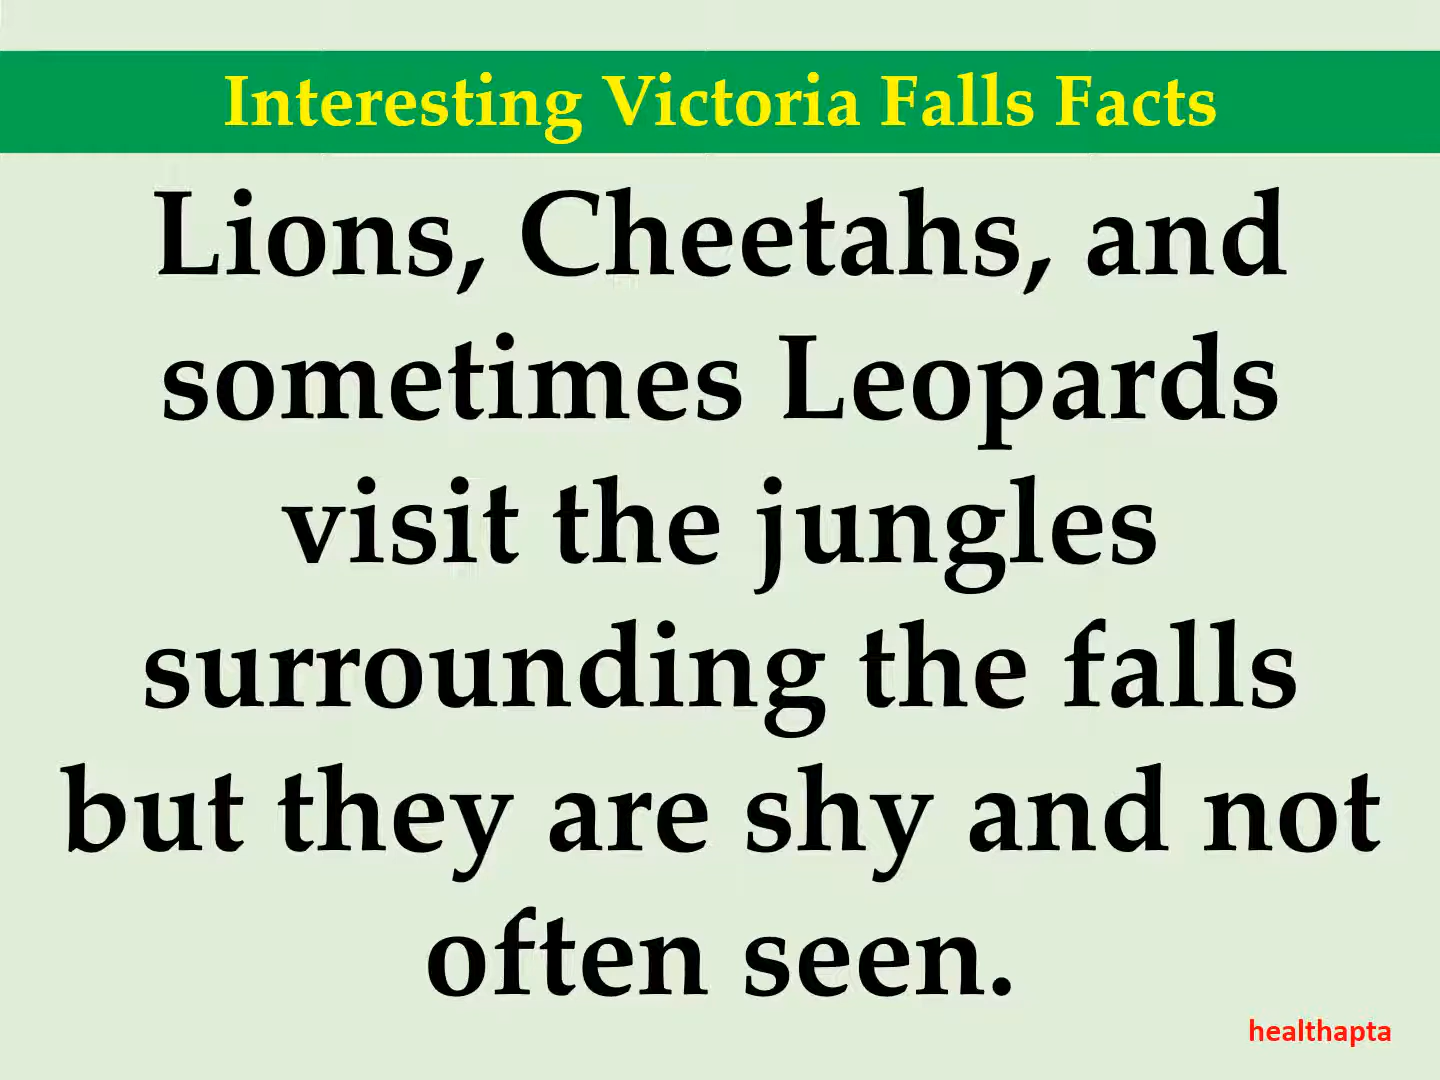 Interesting Victoria Falls Facts
Lions, Cheetahs, and
sometimes Leopards
visit the jungles
surrounding the falls
but they are shy and not
often seen.
healthapta